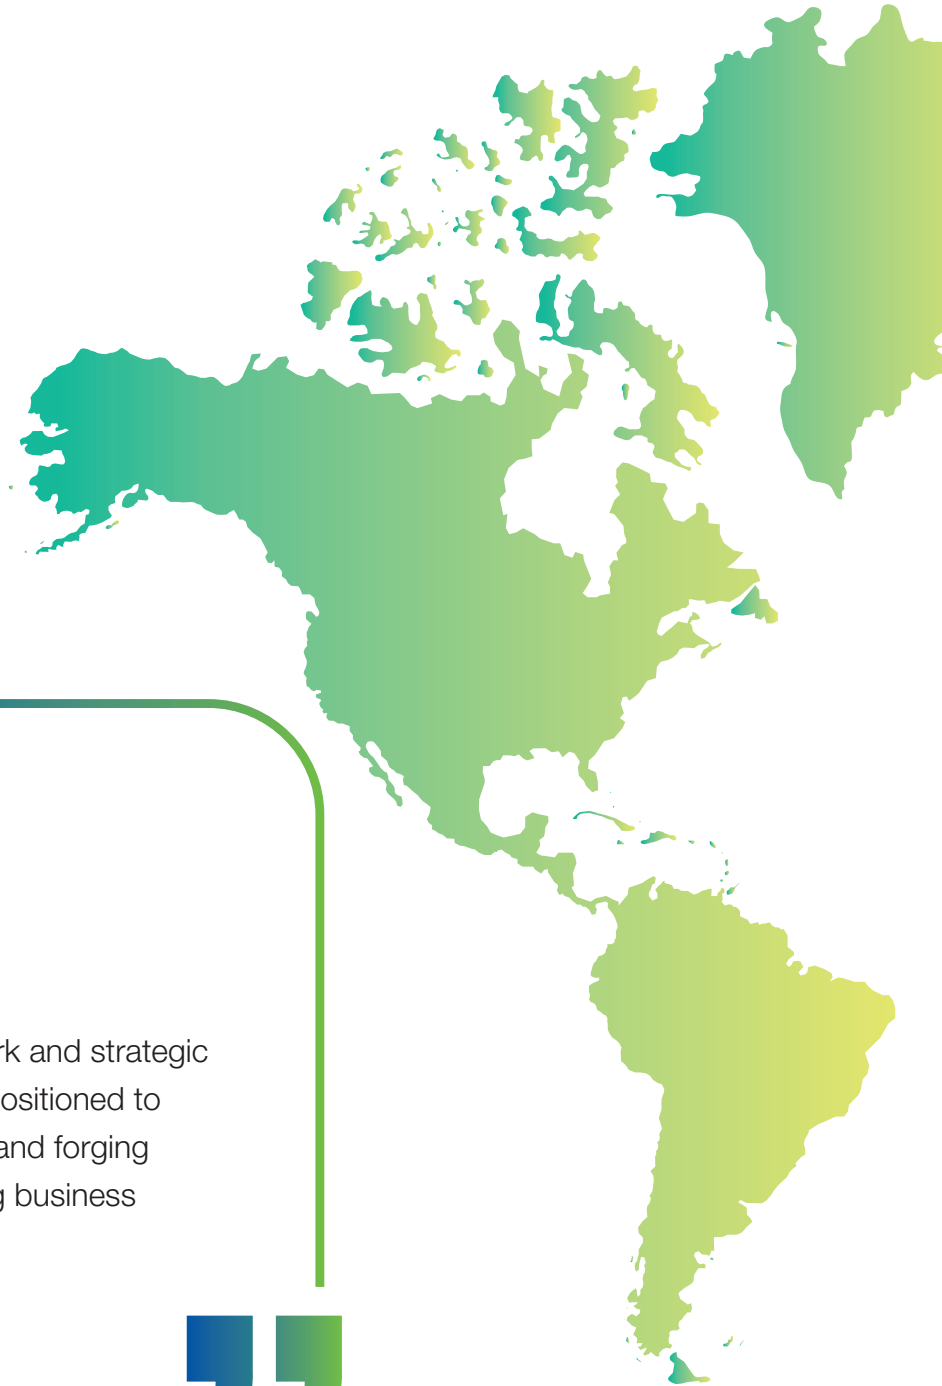 rk and strategic
ositioned to
and forging
g business